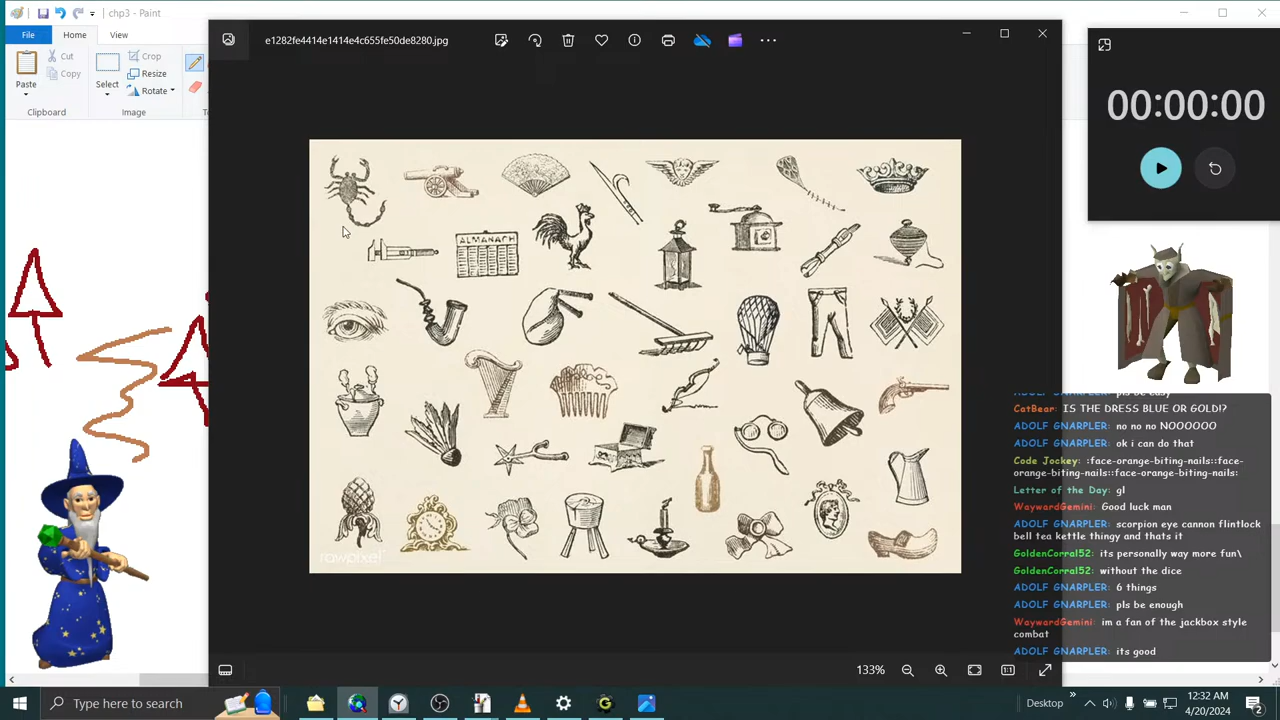 chp3 - Paint
File
Home
View
Cut
Copy
Paste
Clipboard
Select
Crop
Resize
Rotate
Image
e1282fe4414e1414e4c655fe50de8280.jpg
00:00:00
ALMANACH
rawpixel
CatBear: IS THE DRESS BLUE OR GOLD!?
ADOLF GNARPLER: no no no NOOOOOO
ADOLF GNARPLER: ok i can do that
Code Jockey: :face-orange-biting-nails::face-
orange-biting-nails::face-orange-biting-nails:
Letter of the Day: gl
WaywardGemini: Good luck man
ADOLF GNARPLER: scorpion eye cannon flintlock
bell tea kettle thingy and thats it
GoldenCorral52: its personally way more fun\
GoldenCorral52: without the dice
ADOLF GNARPLER: 6 things
ADOLF GNARPLER: pls be enough
WaywardGemini: im a fan of the jackbox style
combat
ADOLF GNARPLER: its good
133%
1:1
Type here to search
Desktop
12:32 AM
4/20/2024
2